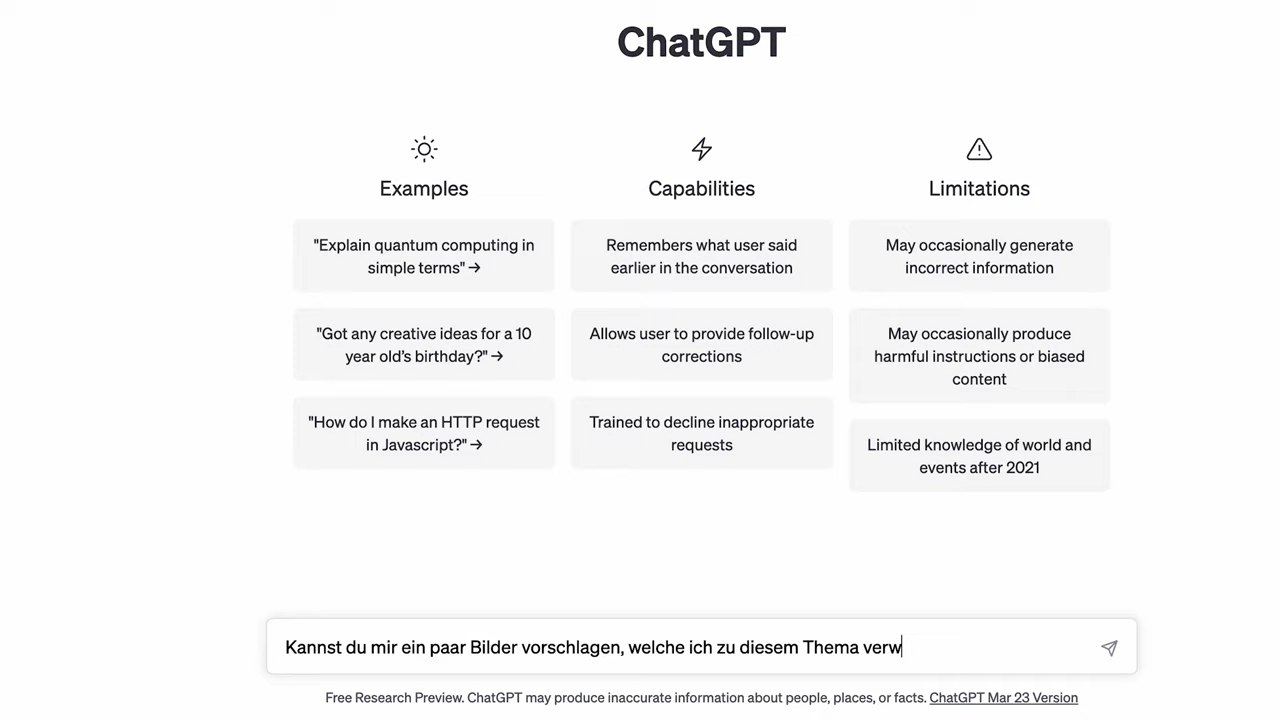 ChatGPT
Examples
"Explain quantum computing in
simple terms" →
"Got any creative ideas for a 10
year old's birthday?" →
"How do I make an HTTP request
in Javascript?" →
Capabilities
Remembers what user said
earlier in the conversation
Allows user to provide follow-up
corrections
Trained to decline inappropriate
requests
Limitations
May occasionally generate
incorrect information
May occasionally produce
harmful instructions or biased
content
Limited knowledge of world and
events after 2021
Kannst du mir ein paar Bilder vorschlagen, welche ich zu diesem Thema verw
Free Research Preview. ChatGPT may produce inaccurate information about people, places, or facts. ChatGPT Mar 23 Version